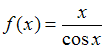 f(x) = x / cos x